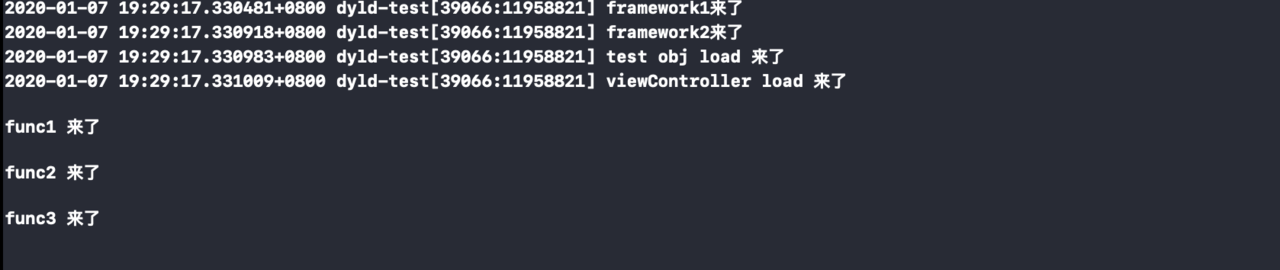 2020-01-07 19:29:17.330481+0800 dyld-test[39066:11958821] framework1来了
2020-01-07 19:29:17.330918+0800 dyld-test[39066:11958821] framework2来了
2020-01-07 19:29:17.330983+0800 dyld-test[39066:11958821] test obj load 来了
2020-01-07 19:29:17.331009+0800 dyld-test[39066:11958821] viewController load 来了
func1 来了
func2 来了
func3 来了